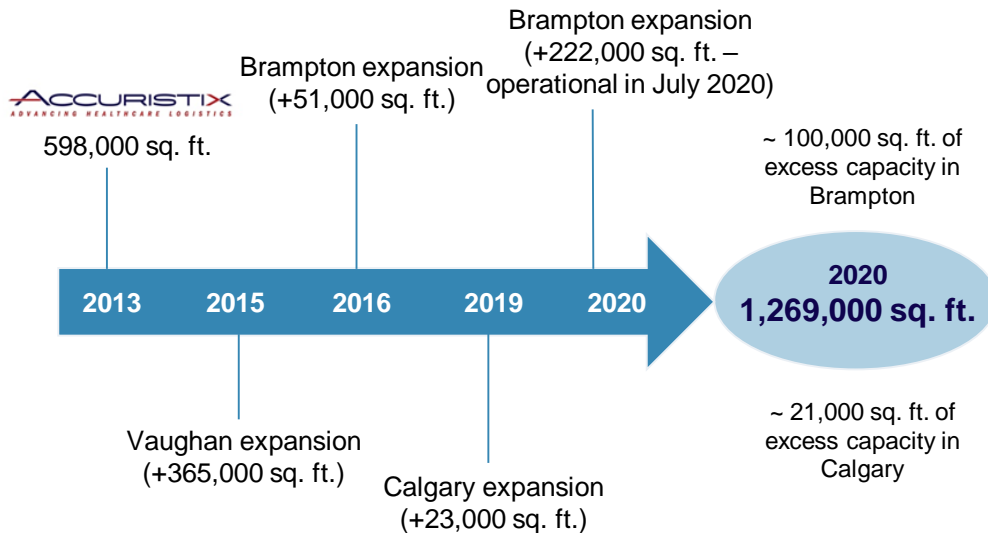 ACCURISTIX
ADVANCING HEALTHCARE LOGISTICS
598,000 sq. ft.
Brampton expansion
(+51,000 sq. ft.)
Brampton expansion
(+222,000 sq. ft. –
operational in July 2020)
~ 100,000 sq. ft. of
excess capacity in
Brampton
2013
2015
2016
2019
2020
2020
1,269,000 sq. ft.
Vaughan expansion
(+365,000 sq. ft.)
Calgary expansion
(+23,000 sq. ft.)
~ 21,000 sq. ft. of
excess capacity in
Calgary